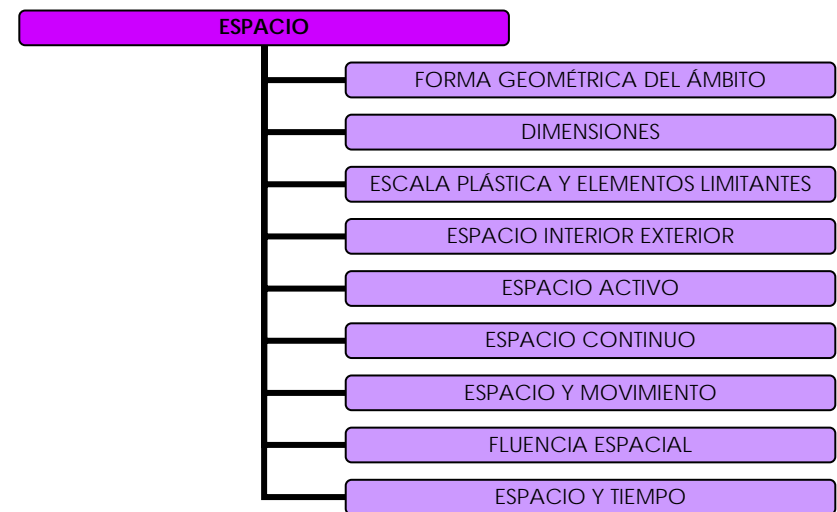 ESPACIO
FORMA GEOMÉTRICA DEL ÁMBITO
DIMENSIONES
ESCALA PLÁSTICA Y ELEMENTOS LIMITANTES
ESPACIO INTERIOR EXTERIOR
ESPACIO ACTIVO
ESPACIO CONTINUO
ESPACIO Y MOVIMIENTO
FLUENCIA ESPACIAL
ESPACIO Y TIEMPO